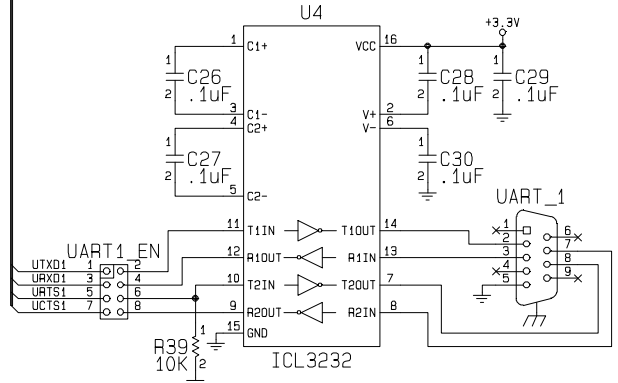 U4
+3.3V
1 C1+ VCC 16
1 C26 .1uF 2
1 C28 .1uF 2
1 C29 .1uF 2
3 C1- V+ 2
4 C2+ V- 6
1 C27 .1uF 2
1 C30 .1uF 2
5 C2-
UART_1
11 T1IN T1OUT 14
12 R1OUT R1IN 13
10 T2IN T2OUT 7
9 R2OUT R2IN 8
15 GND
UART1_EN
UTXD1 1 2
URXD1 3 4
URTS1 5 6
UCTS1 7 8
1
2
3
4
5
6
7
8
9
R39 1
10K 2
ICL3232